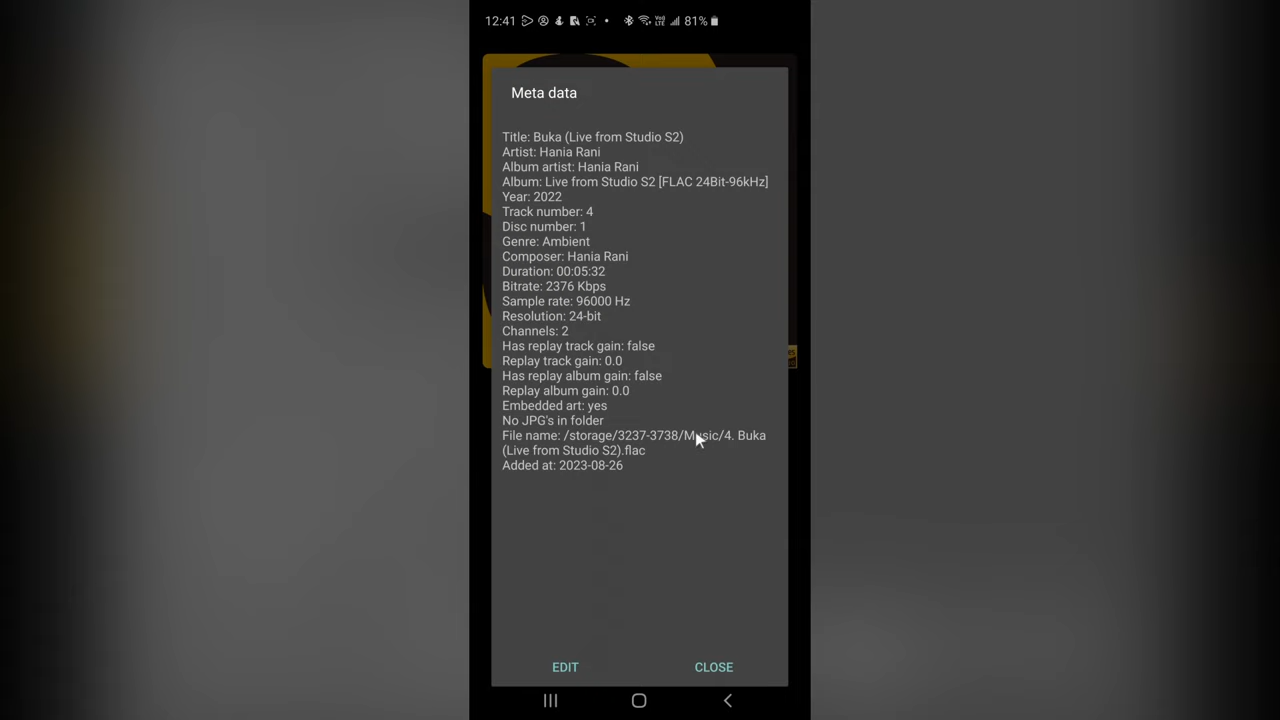 12:41 81%
Meta data
Title: Buka (Live from Studio S2)
Artist: Hania Rani
Album artist: Hania Rani
Album: Live from Studio S2 [FLAC 24Bit-96kHz]
Year: 2022
Track number: 4
Disc number: 1
Genre: Ambient
Composer: Hania Rani
Duration: 00:05:32
Bitrate: 2376 Kbps
Sample rate: 96000 Hz
Resolution: 24-bit
Channels: 2
Has replay track gain: false
Replay track gain: 0.0
Has replay album gain: false
Replay album gain: 0.0
Embedded art: yes
No JPG's in folder
File name: /storage/3237-3738/Music/4. Buka
(Live from Studio S2).flac
Added at: 2023-08-26
EDIT CLOSE